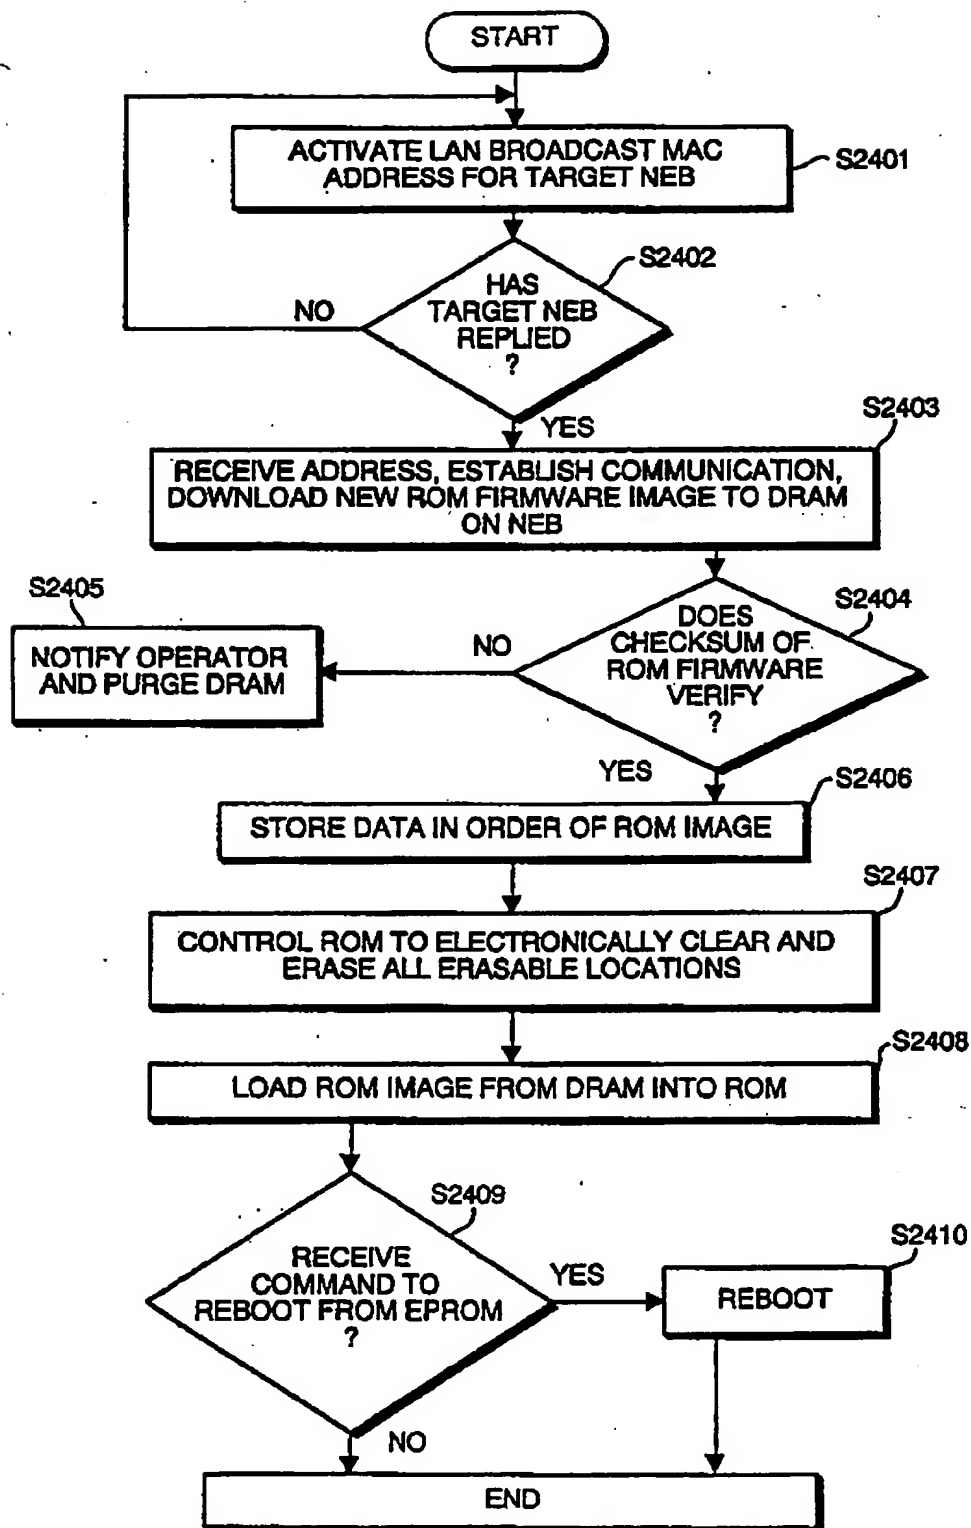 START
ACTIVATE LAN BROADCAST MAC
ADDRESS FOR TARGET NEB
S2401
S2402
HAS
TARGET NEB
REPLIED
?
NO
YES
S2403
RECEIVE ADDRESS, ESTABLISH COMMUNICATION,
DOWNLOAD NEW ROM FIRMWARE IMAGE TO DRAM
ON NEB
S2405
NOTIFY OPERATOR
AND PURGE DRAM
NO
S2404
DOES
CHECKSUM OF
ROM FIRMWARE
VERIFY
?
YES
S2406
STORE DATA IN ORDER OF ROM IMAGE
S2407
CONTROL ROM TO ELECTRONICALLY CLEAR AND
ERASE ALL ERASABLE LOCATIONS
S2408
LOAD ROM IMAGE FROM DRAM INTO ROM
S2409
RECEIVE
COMMAND TO
REBOOT FROM EPROM
?
YES
S2410
REBOOT
NO
END